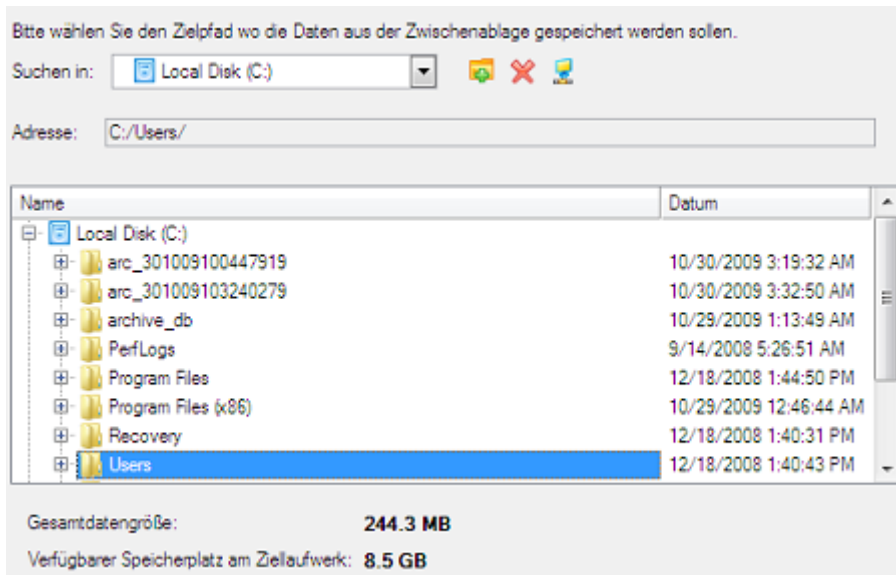 Bitte wählen Sie den Zielpfad wo die Daten aus der Zwischenablage gespeichert werden sollen.
Suchen in: Local Disk (C:)
Adresse: C:/Users/
Name Datum
Local Disk (C:)
arc_301009100447919 10/30/2009 3:19:32 AM
arc_301009103240279 10/30/2009 3:32:50 AM
archive_db 10/29/2009 1:13:49 AM
PerfLogs 9/14/2008 5:26:51 AM
Program Files 12/18/2008 1:44:50 PM
Program Files (x86) 10/29/2009 12:46:44 AM
Recovery 12/18/2008 1:40:31 PM
Users 12/18/2008 1:40:43 PM
Gesamtdatengröße: 244.3 MB
Verfügbarer Speicherplatz am Ziellaufwerk: 8.5 GB